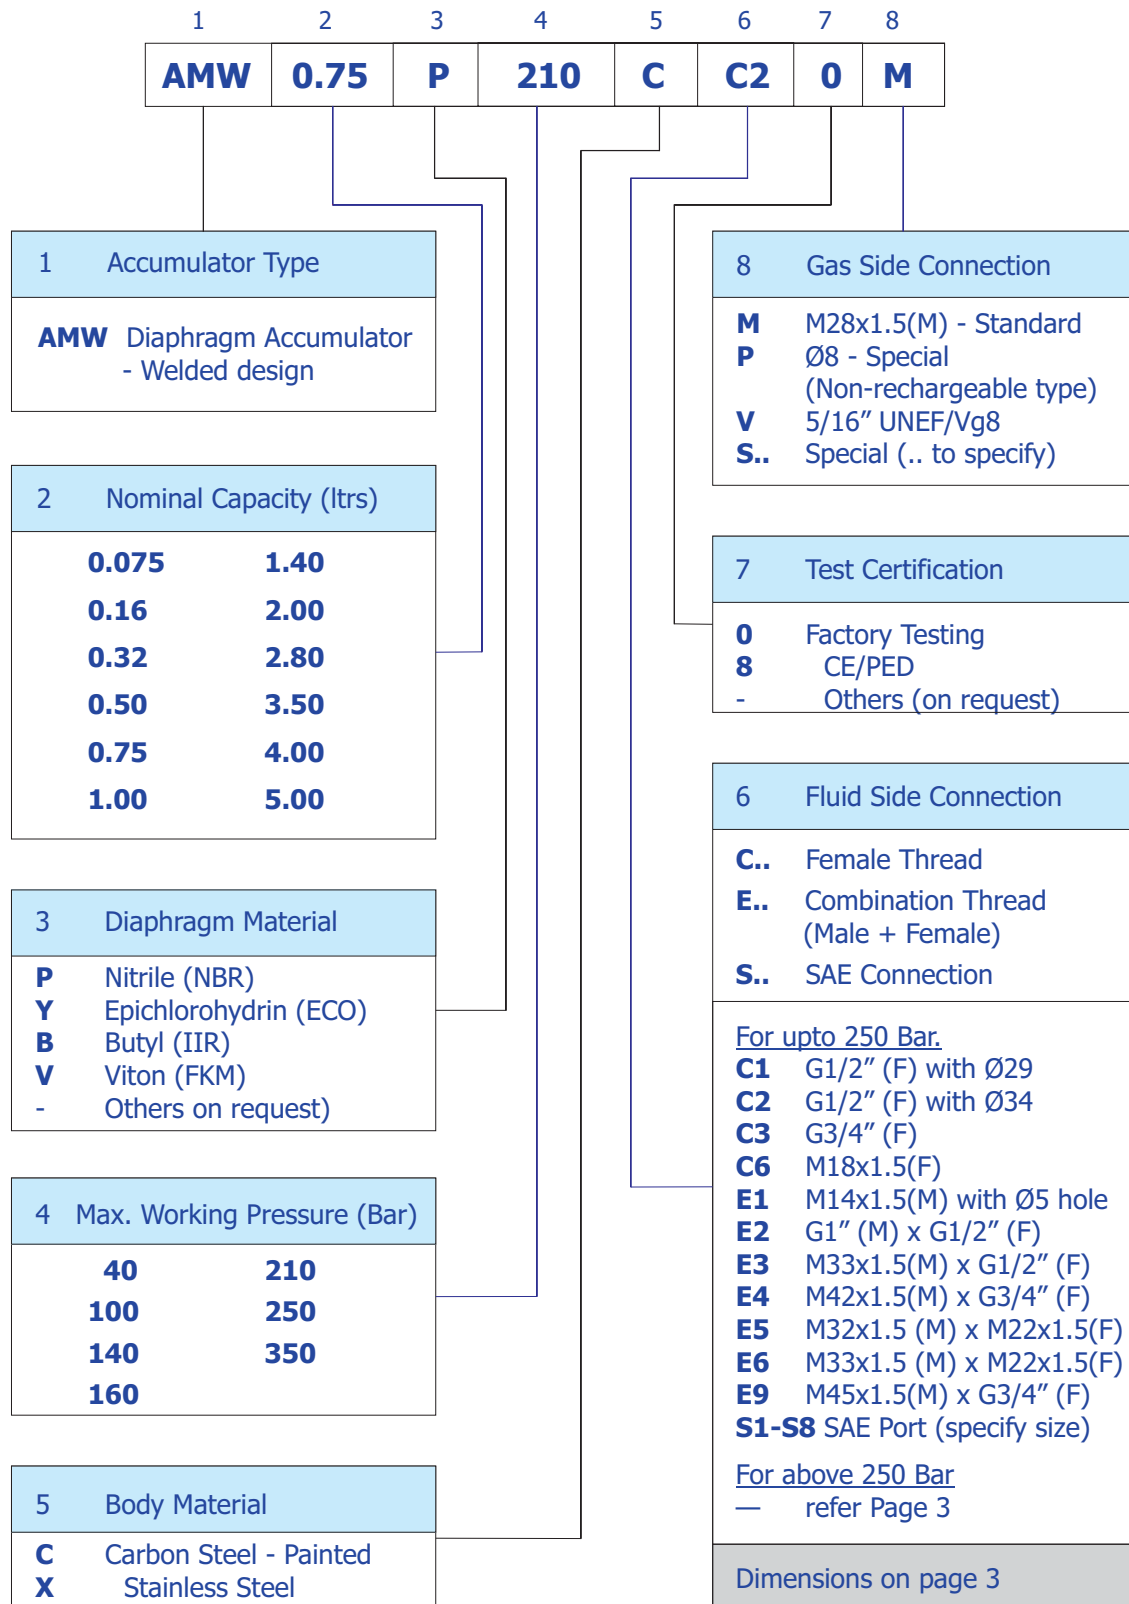 1 2 3 4 5 6 7 8
AMW 0.75 P 210 C C2 0 M
1 Accumulator Type
AMW Diaphragm Accumulator
- Welded design
2 Nominal Capacity (ltrs)
0.075 1.40
0.16 2.00
0.32 2.80
0.50 3.50
0.75 4.00
1.00 5.00
3 Diaphragm Material
P Nitrile (NBR)
Y Epichlorohydrin (ECO)
B Butyl (IIR)
V Viton (FKM)
- Others on request)
4 Max. Working Pressure (Bar)
40 210
100 250
140 350
160
5 Body Material
C Carbon Steel - Painted
X Stainless Steel
8 Gas Side Connection
M M28x1.5(M) - Standard
P Ø8 - Special
(Non-rechargeable type)
V 5/16” UNEF/Vg8
S.. Special (.. to specify)
7 Test Certification
0 Factory Testing
8 CE/PED
- Others (on request)
6 Fluid Side Connection
C.. Female Thread
E.. Combination Thread
(Male + Female)
S.. SAE Connection
For upto 250 Bar.
C1 G1/2” (F) with Ø29
C2 G1/2” (F) with Ø34
C3 G3/4” (F)
C6 M18x1.5(F)
E1 M14x1.5(M) with Ø5 hole
E2 G1” (M) x G1/2” (F)
E3 M33x1.5(M) x G1/2” (F)
E4 M42x1.5(M) x G3/4” (F)
E5 M32x1.5 (M) x M22x1.5(F)
E6 M33x1.5 (M) x M22x1.5(F)
E9 M45x1.5(M) x G3/4” (F)
S1-S8 SAE Port (specify size)
For above 250 Bar
— refer Page 3
Dimensions on page 3